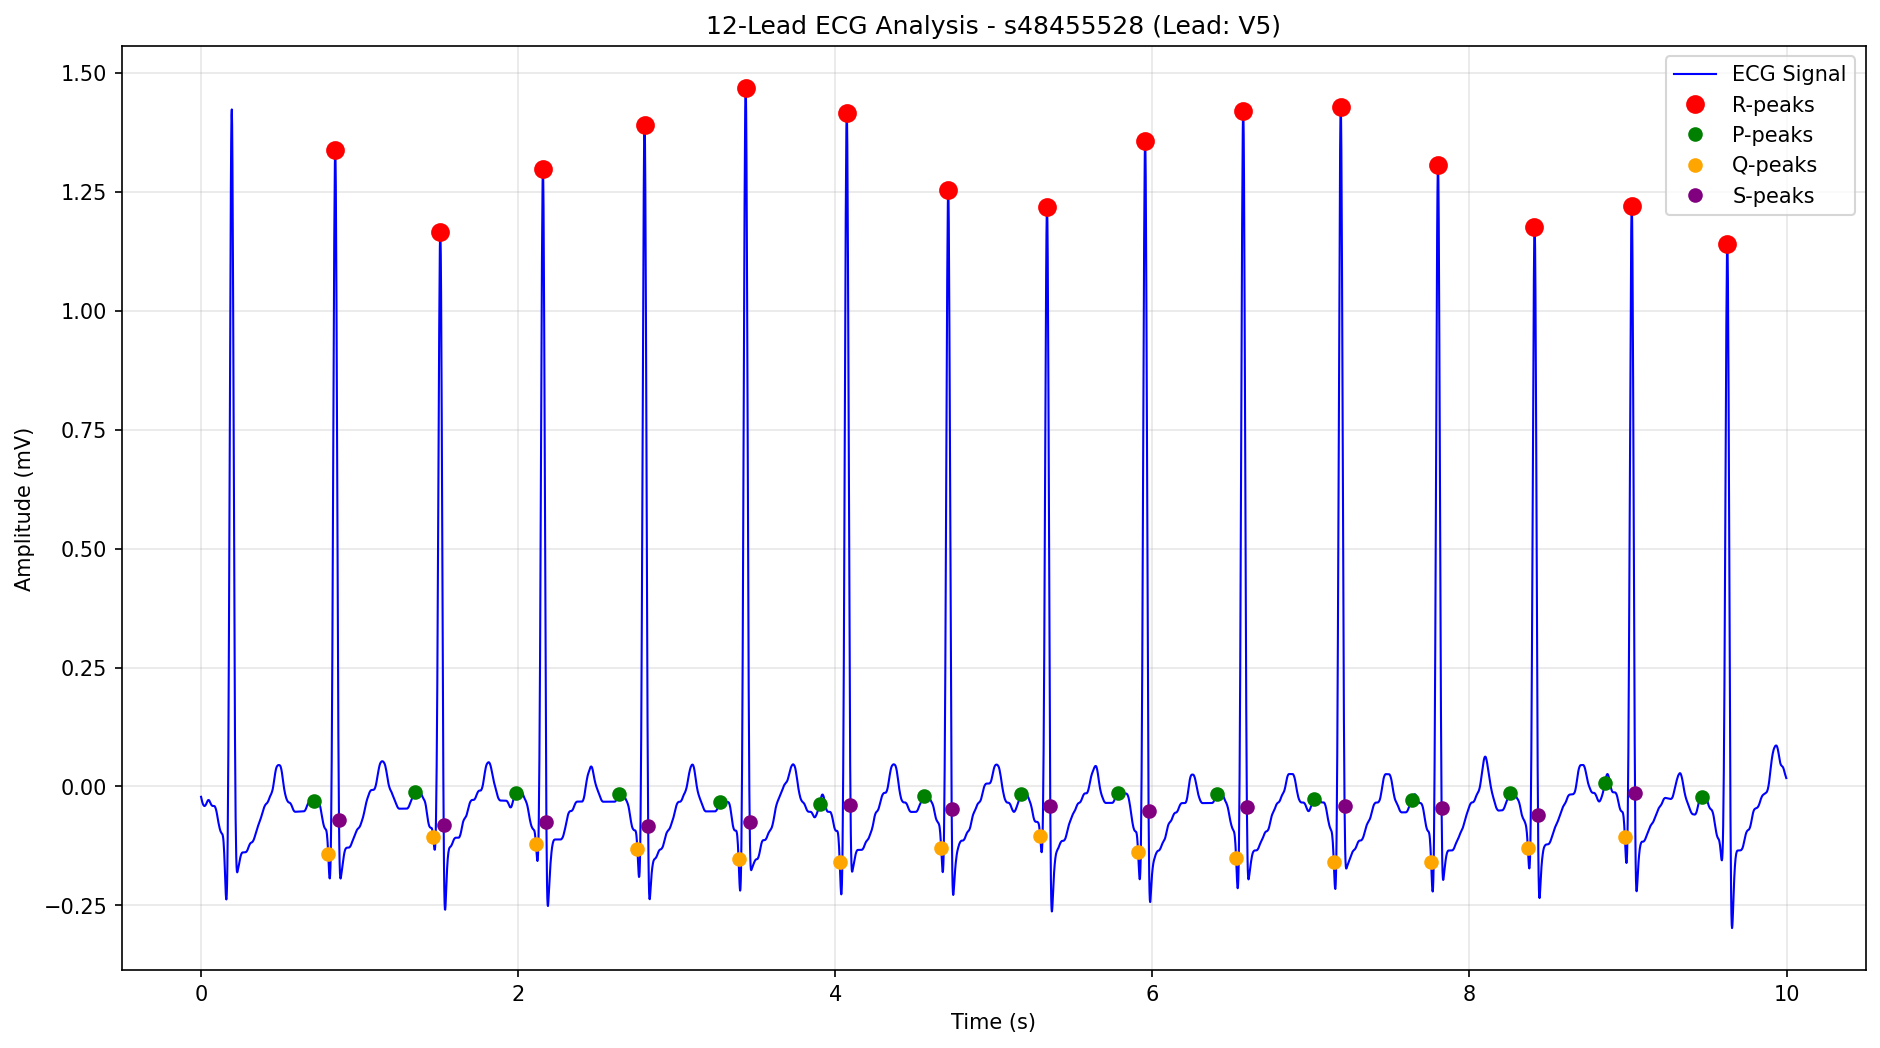 12-Lead ECG Analysis - s48455528 (Lead: V5)
ECG Signal
R-peaks
P-peaks
Q-peaks
S-peaks
Amplitude (mV)
1.50
1.25
1.00
0.75
0.50
0.25
0.00
−0.25
0 2 4 6 8 10
Time (s)